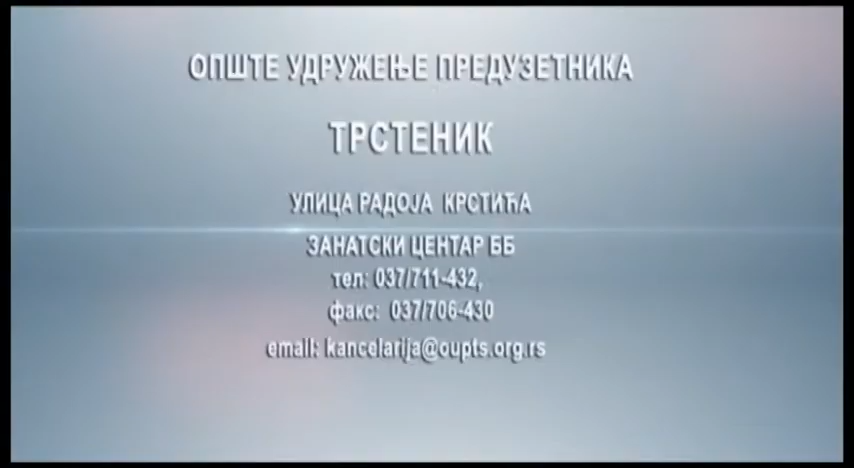 ОПШТЕ УДРУЖЕЊЕ ПРЕДУЗЕТНИКА
ТРСТЕНИК
УЛИЦА РАДОЈА КРСТИЋА
ЗАНАТСКИ ЦЕНТАР ББ
тел: 037/711-432,
факс: 037/706-430
email: kancelarija@oupts.org.rs